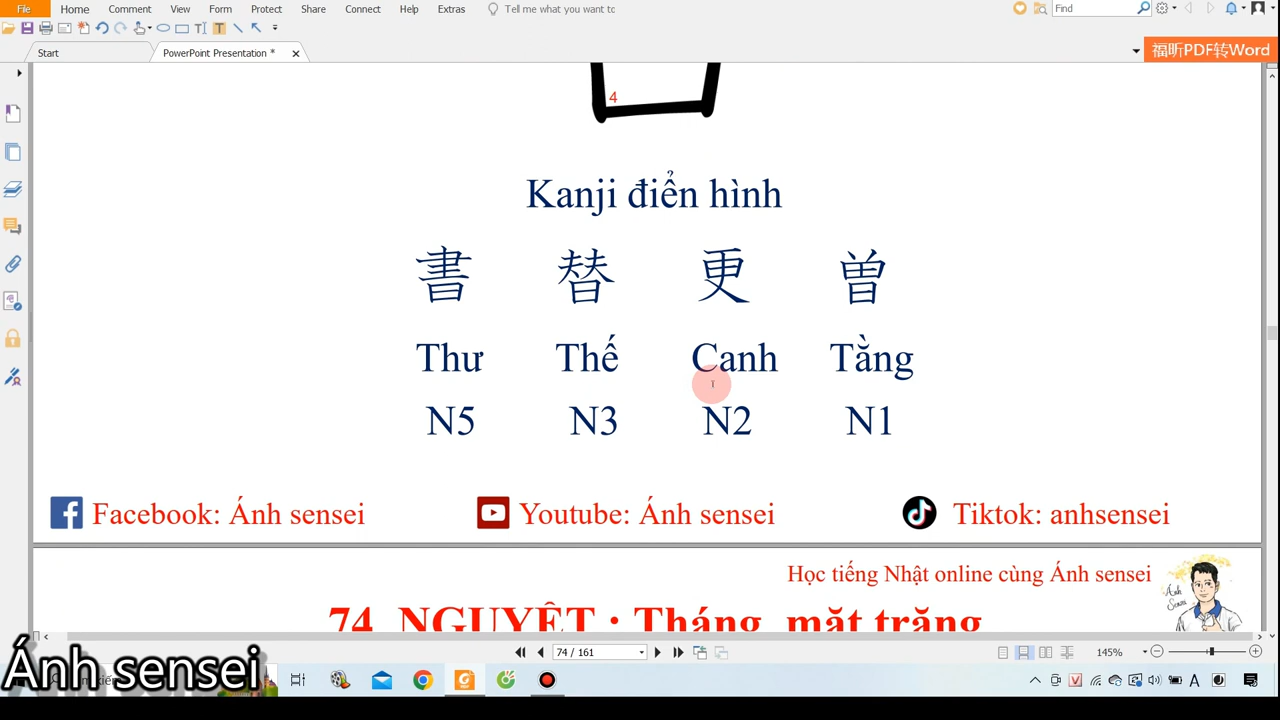 File Home Comment View Form Protect Share Connect Help Extras Tell me what you want to Find
Start PowerPoint Presentation * 福昕PDF转Word
4
Kanji điển hình
書 替 更 曽
Thư Thế Canh Tằng
N5 N3 N2 N1
Facebook: Ánh sensei Youtube: Ánh sensei Tiktok: anhsensei
Học tiếng Nhật online cùng Ánh sensei
74 NGUYỆT : Tháng, mặt trăng
74 / 161 145%
Ánh sensei